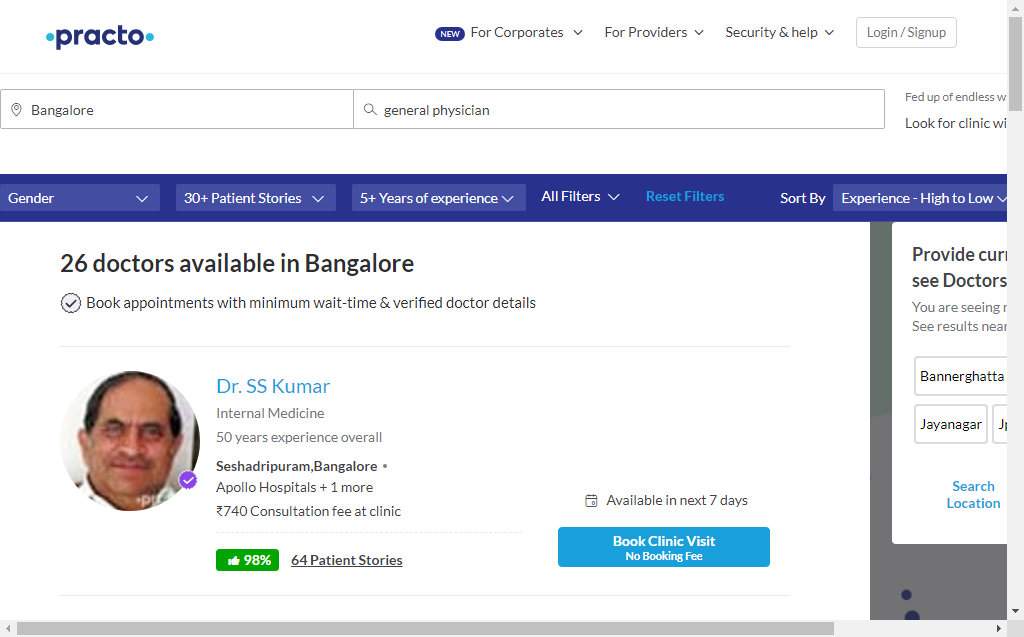 practo
NEW For Corporates
For Providers
Security & help
Login / Signup
Bangalore
general physician
Fed up of endless w
Look for clinic wi
Gender
30+ Patient Stories
5+ Years of experience
All Filters
Reset Filters
Sort By
Experience - High to Low
26 doctors available in Bangalore
Book appointments with minimum wait-time & verified doctor details
Provide curr
see Doctors
You are seeing r
See results near
Bannerghatta
Jayanagar
Search
Location
Dr. SS Kumar
Internal Medicine
50 years experience overall
Seshadripuram,Bangalore •
Apollo Hospitals + 1 more
₹740 Consultation fee at clinic
98%
64 Patient Stories
Available in next 7 days
Book Clinic Visit
No Booking Fee